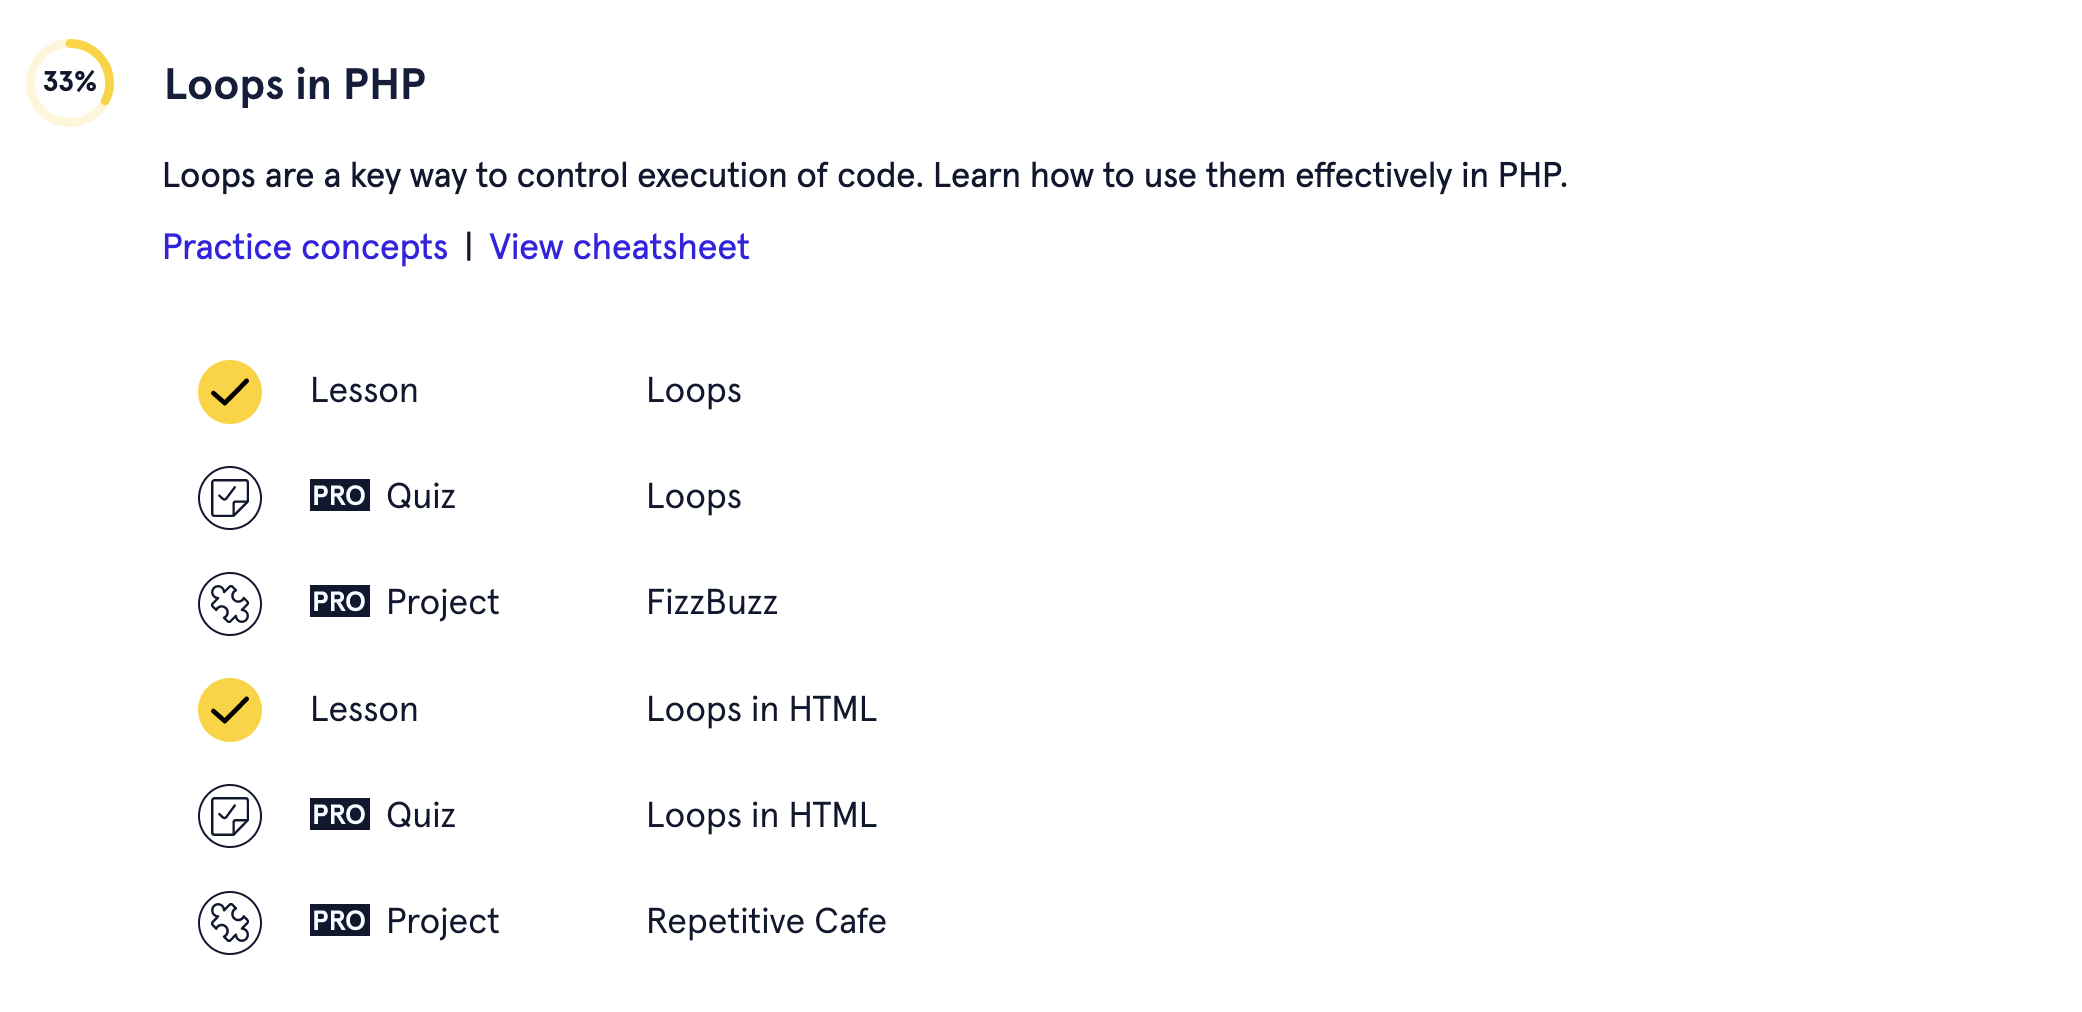 33%
Loops in PHP
Loops are a key way to control execution of code. Learn how to use them effectively in PHP.
Practice concepts | View cheatsheet
Lesson Loops
PRO Quiz Loops
PRO Project FizzBuzz
Lesson Loops in HTML
PRO Quiz Loops in HTML
PRO Project Repetitive Cafe